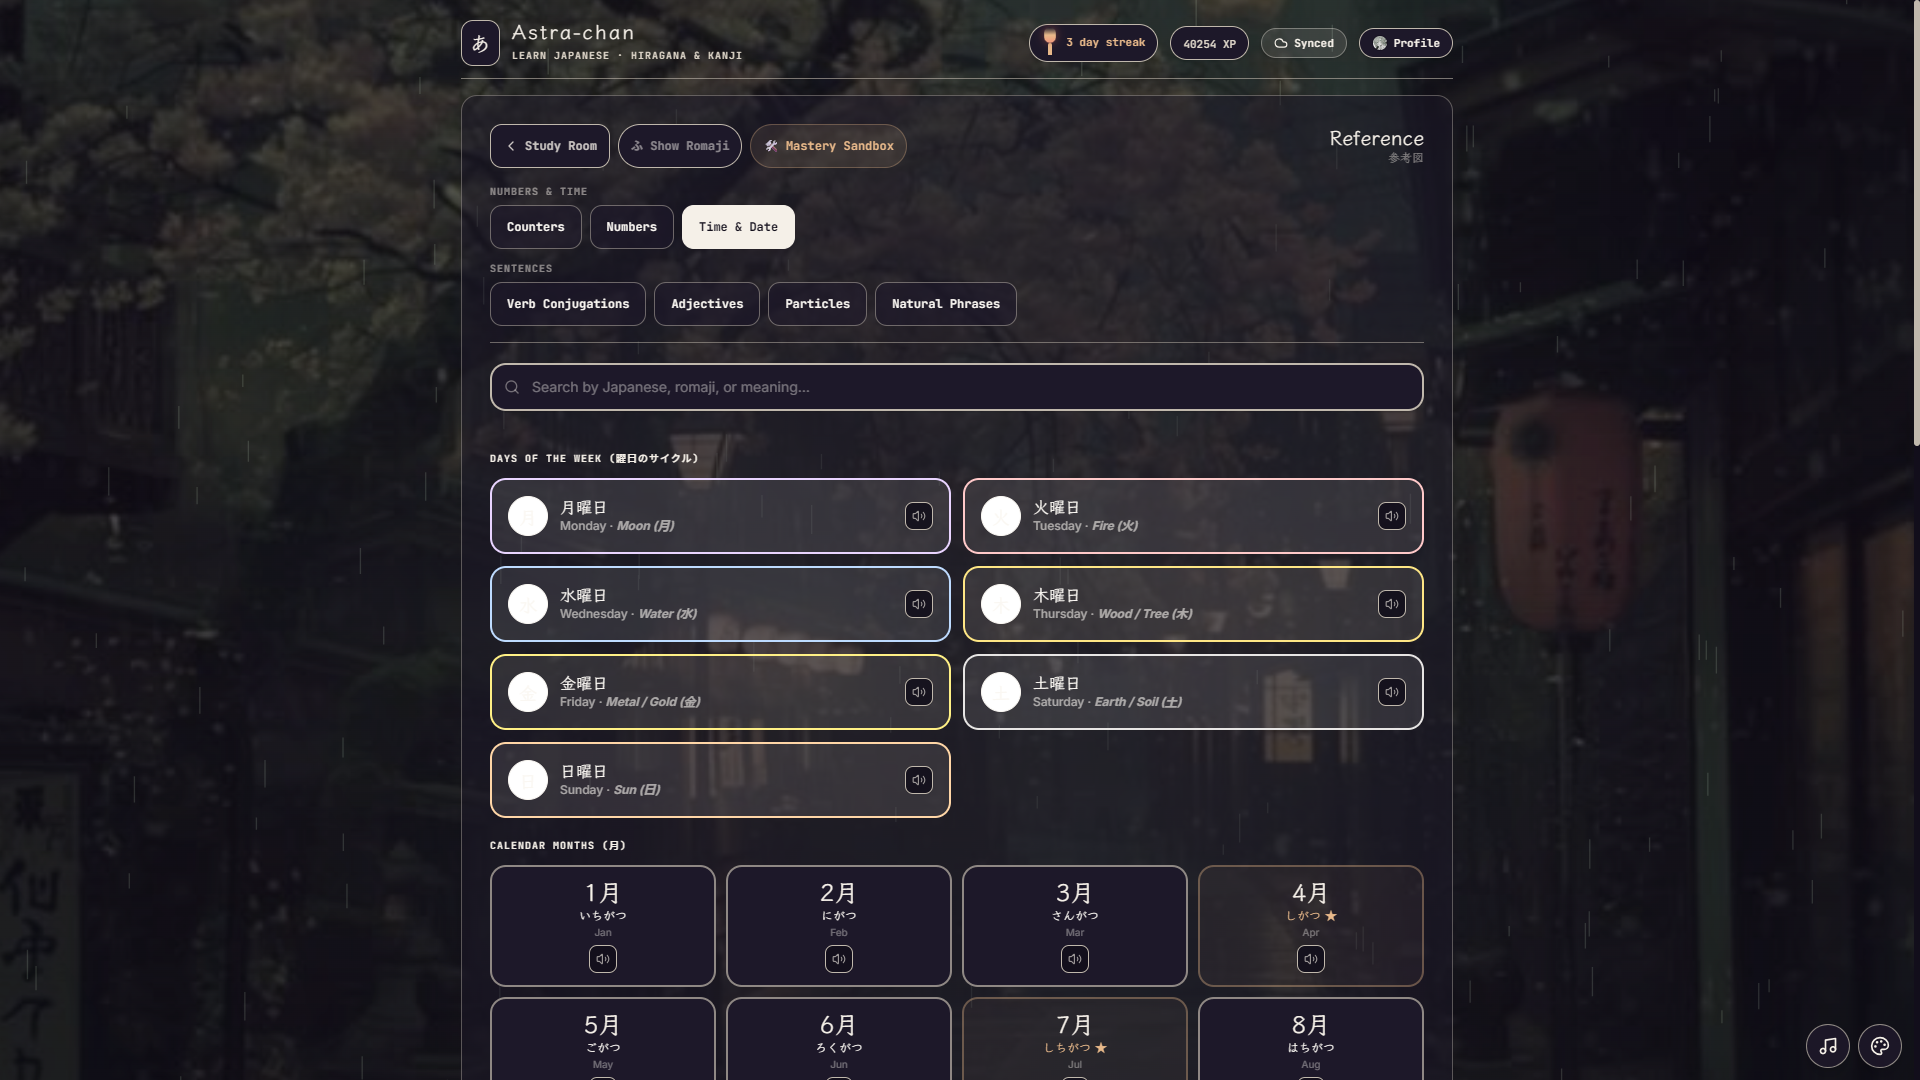 あ
Astra-chan
LEARN JAPANESE · HIRAGANA & KANJI
3 day streak
40254 XP
Synced
Profile
Study Room
ふ Show Romaji
Mastery Sandbox
Reference
参考図
NUMBERS & TIME
Counters
Numbers
Time & Date
SENTENCES
Verb Conjugations
Adjectives
Particles
Natural Phrases
Search by Japanese, romaji, or meaning...
DAYS OF THE WEEK (曜日のサイクル)
月
月曜日
Monday · Moon (月)
火
火曜日
Tuesday · Fire (火)
水
水曜日
Wednesday · Water (水)
木
木曜日
Thursday · Wood / Tree (木)
金
金曜日
Friday · Metal / Gold (金)
土
土曜日
Saturday · Earth / Soil (土)
日
日曜日
Sunday · Sun (日)
CALENDAR MONTHS (月)
1月
いちがつ
Jan
2月
にがつ
Feb
3月
さんがつ
Mar
4月
しがつ ★
Apr
5月
ごがつ
May
6月
ろくがつ
Jun
7月
しちがつ ★
Jul
8月
はちがつ
Aug